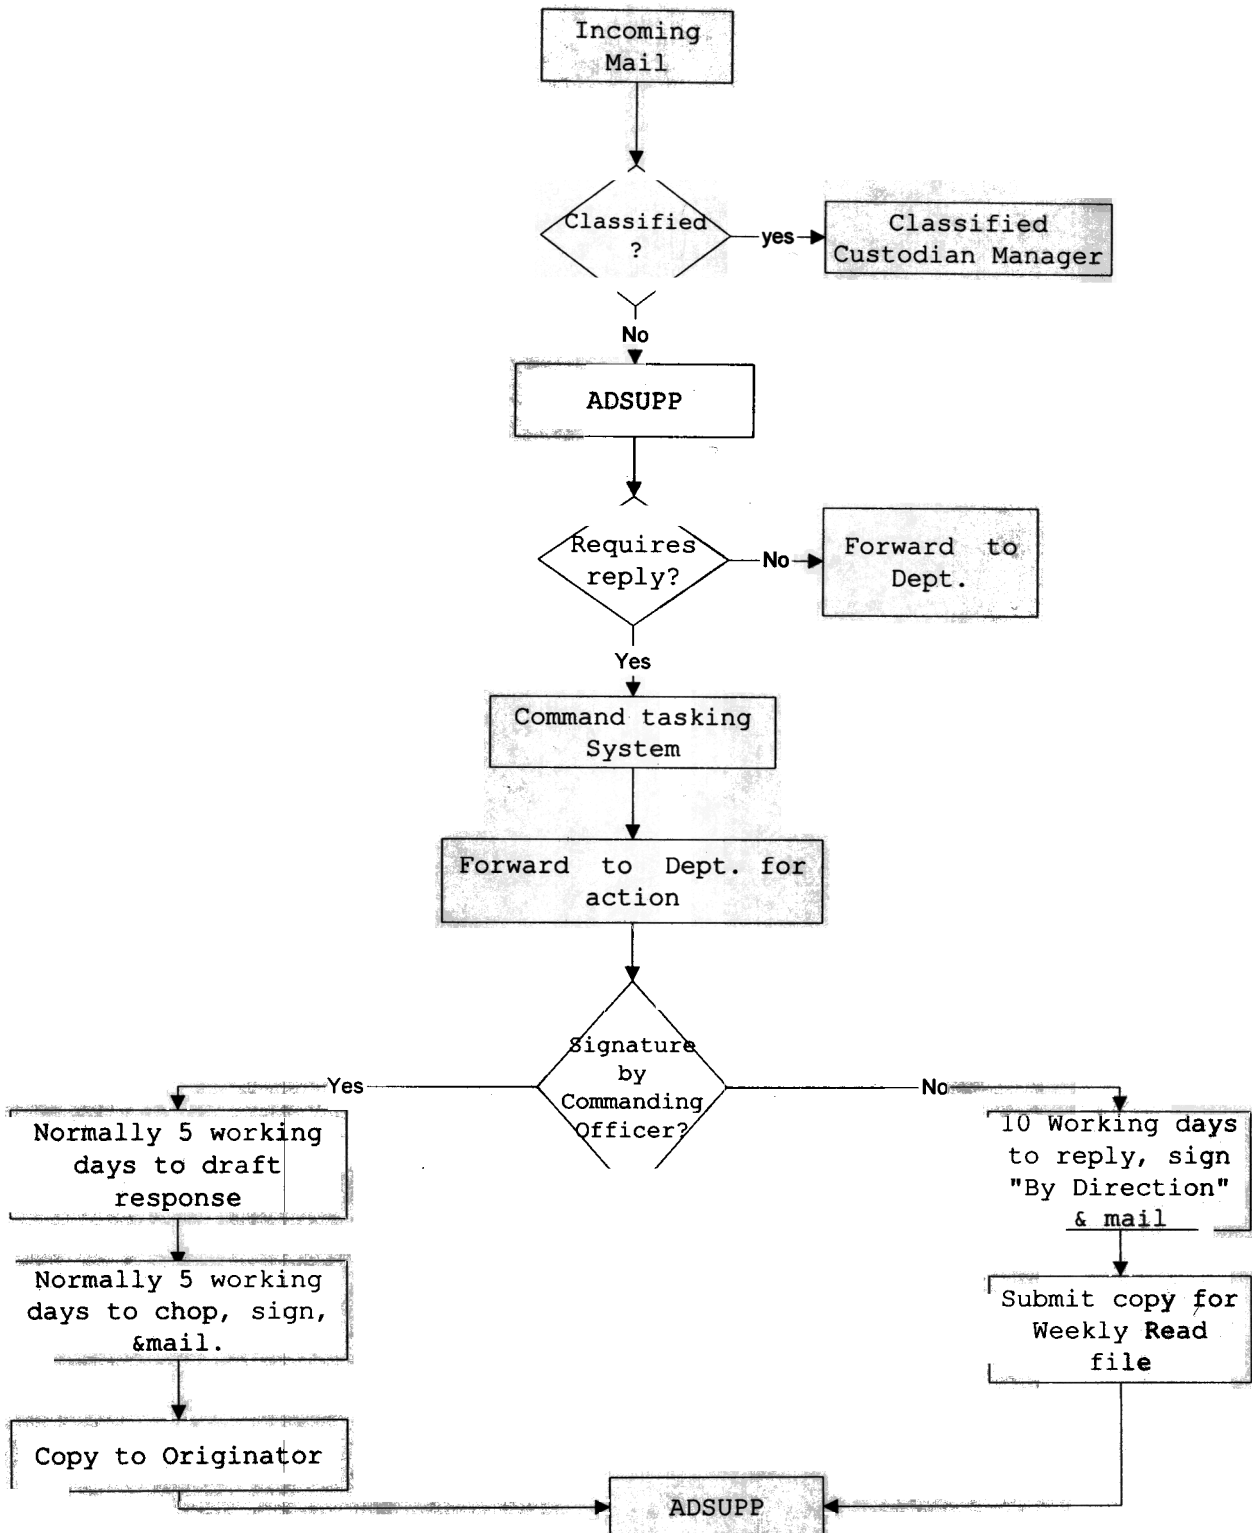 Incoming
Mail
Classified
?
yes
Classified
Custodian Manager
No
ADSUPP
Requires
reply?
No
Forward to
Dept.
Yes
Command tasking
System
Forward to Dept. for
action
Signature
by
Commanding
Officer?
Yes
No
Normally 5 working
days to draft
response
10 Working days
to reply, sign
"By Direction"
& mail
Normally 5 working
days to chop, sign,
&mail.
Submit copy for
Weekly Read
file
Copy to Originator
ADSUPP